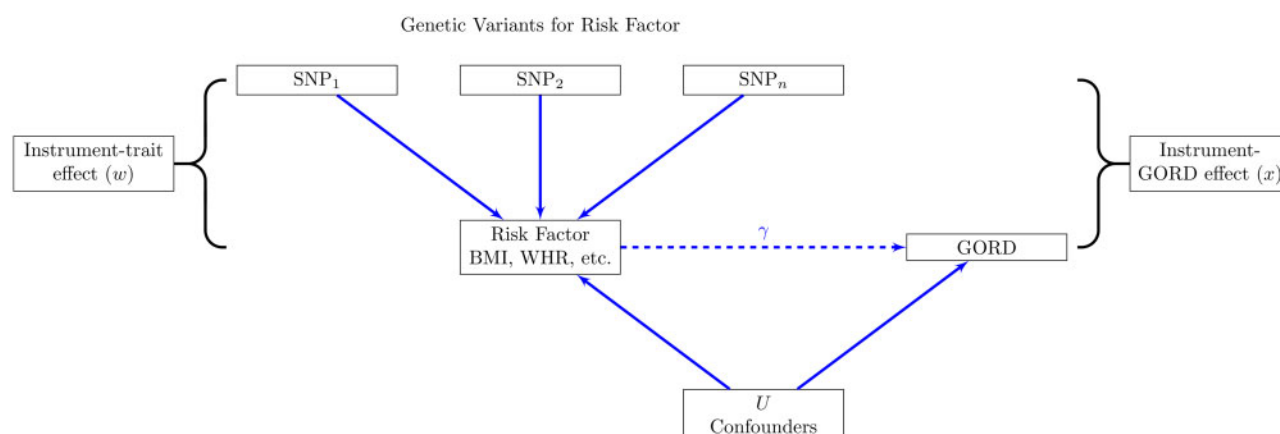 Genetic Variants for Risk Factor
SNP₁
SNP₂
SNPₙ
Instrument-trait
effect (w)
Instrument-
GORD effect (x)
Risk Factor
BMI, WHR, etc.
γ
GORD
U
Confounders